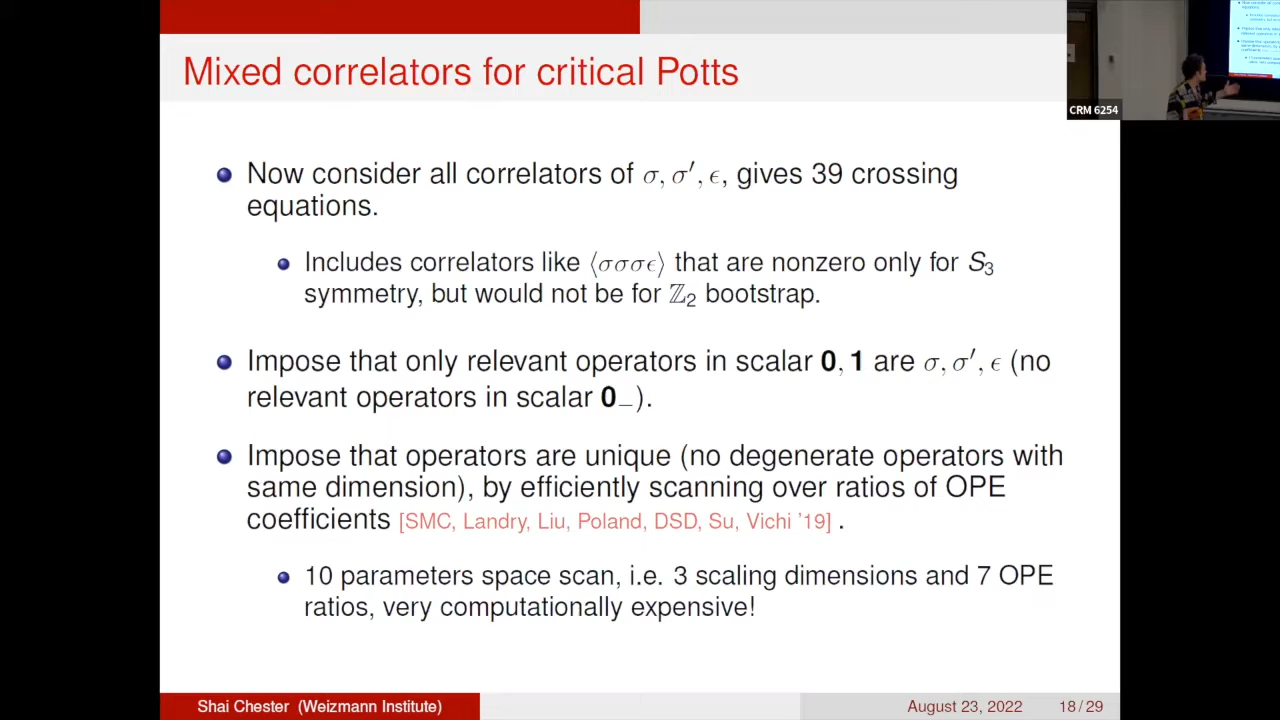 Mixed correlators for critical Potts
CRM 6254
Now consider all correlators of σ, σ′, ϵ, gives 39 crossing
equations.
Includes correlators like ⟨σσσϵ⟩ that are nonzero only for S₃
symmetry, but would not be for ℤ₂ bootstrap.
Impose that only relevant operators in scalar 0, 1 are σ, σ′, ϵ (no
relevant operators in scalar 0₋).
Impose that operators are unique (no degenerate operators with
same dimension), by efficiently scanning over ratios of OPE
coefficients [SMC, Landry, Liu, Poland, DSD, Su, Vichi '19] .
10 parameters space scan, i.e. 3 scaling dimensions and 7 OPE
ratios, very computationally expensive!
Shai Chester (Weizmann Institute)
August 23, 2022
18 / 29